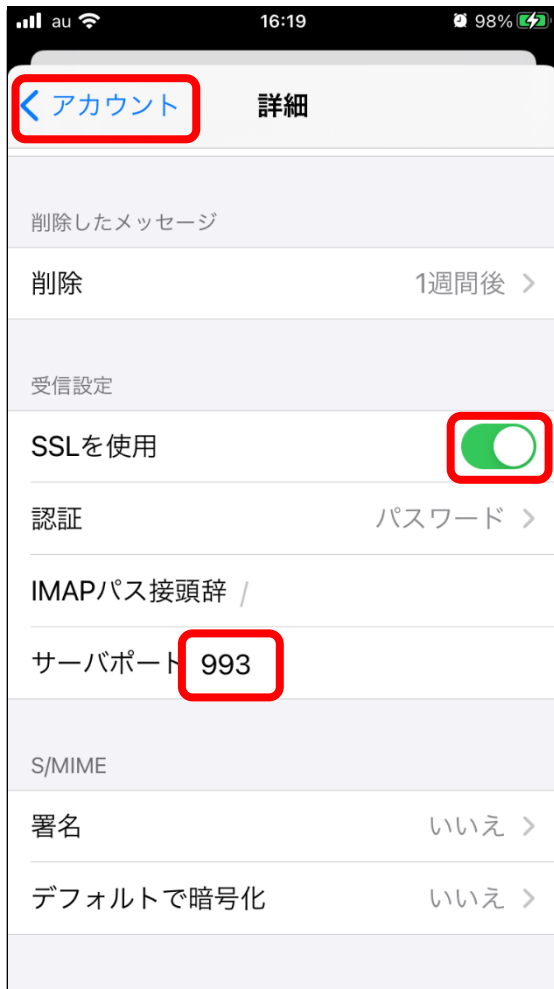 au 16:19 98%
アカウント 詳細
削除したメッセージ
削除 1週間後
受信設定
SSLを使用
認証 パスワード
IMAPパス接頭辞 /
サーバポート 993
S/MIME
署名 いいえ
デフォルトで暗号化 いいえ